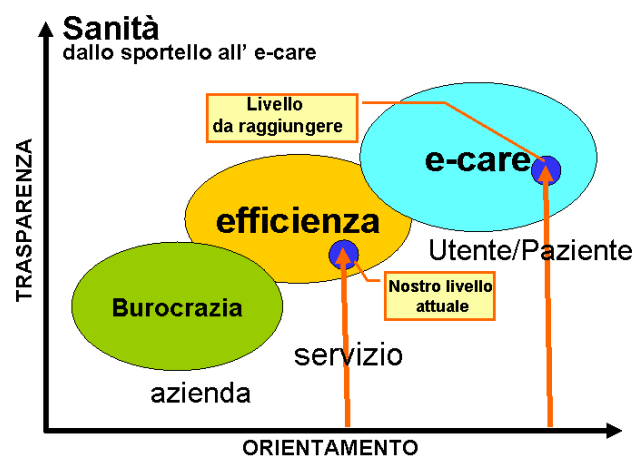 Sanità
dallo sportello all' e-care
Livello
da raggiungere
e-care
efficienza
Utente/Paziente
Nostro livello
attuale
Burocrazia
servizio
azienda
TRASPARENZA
ORIENTAMENTO